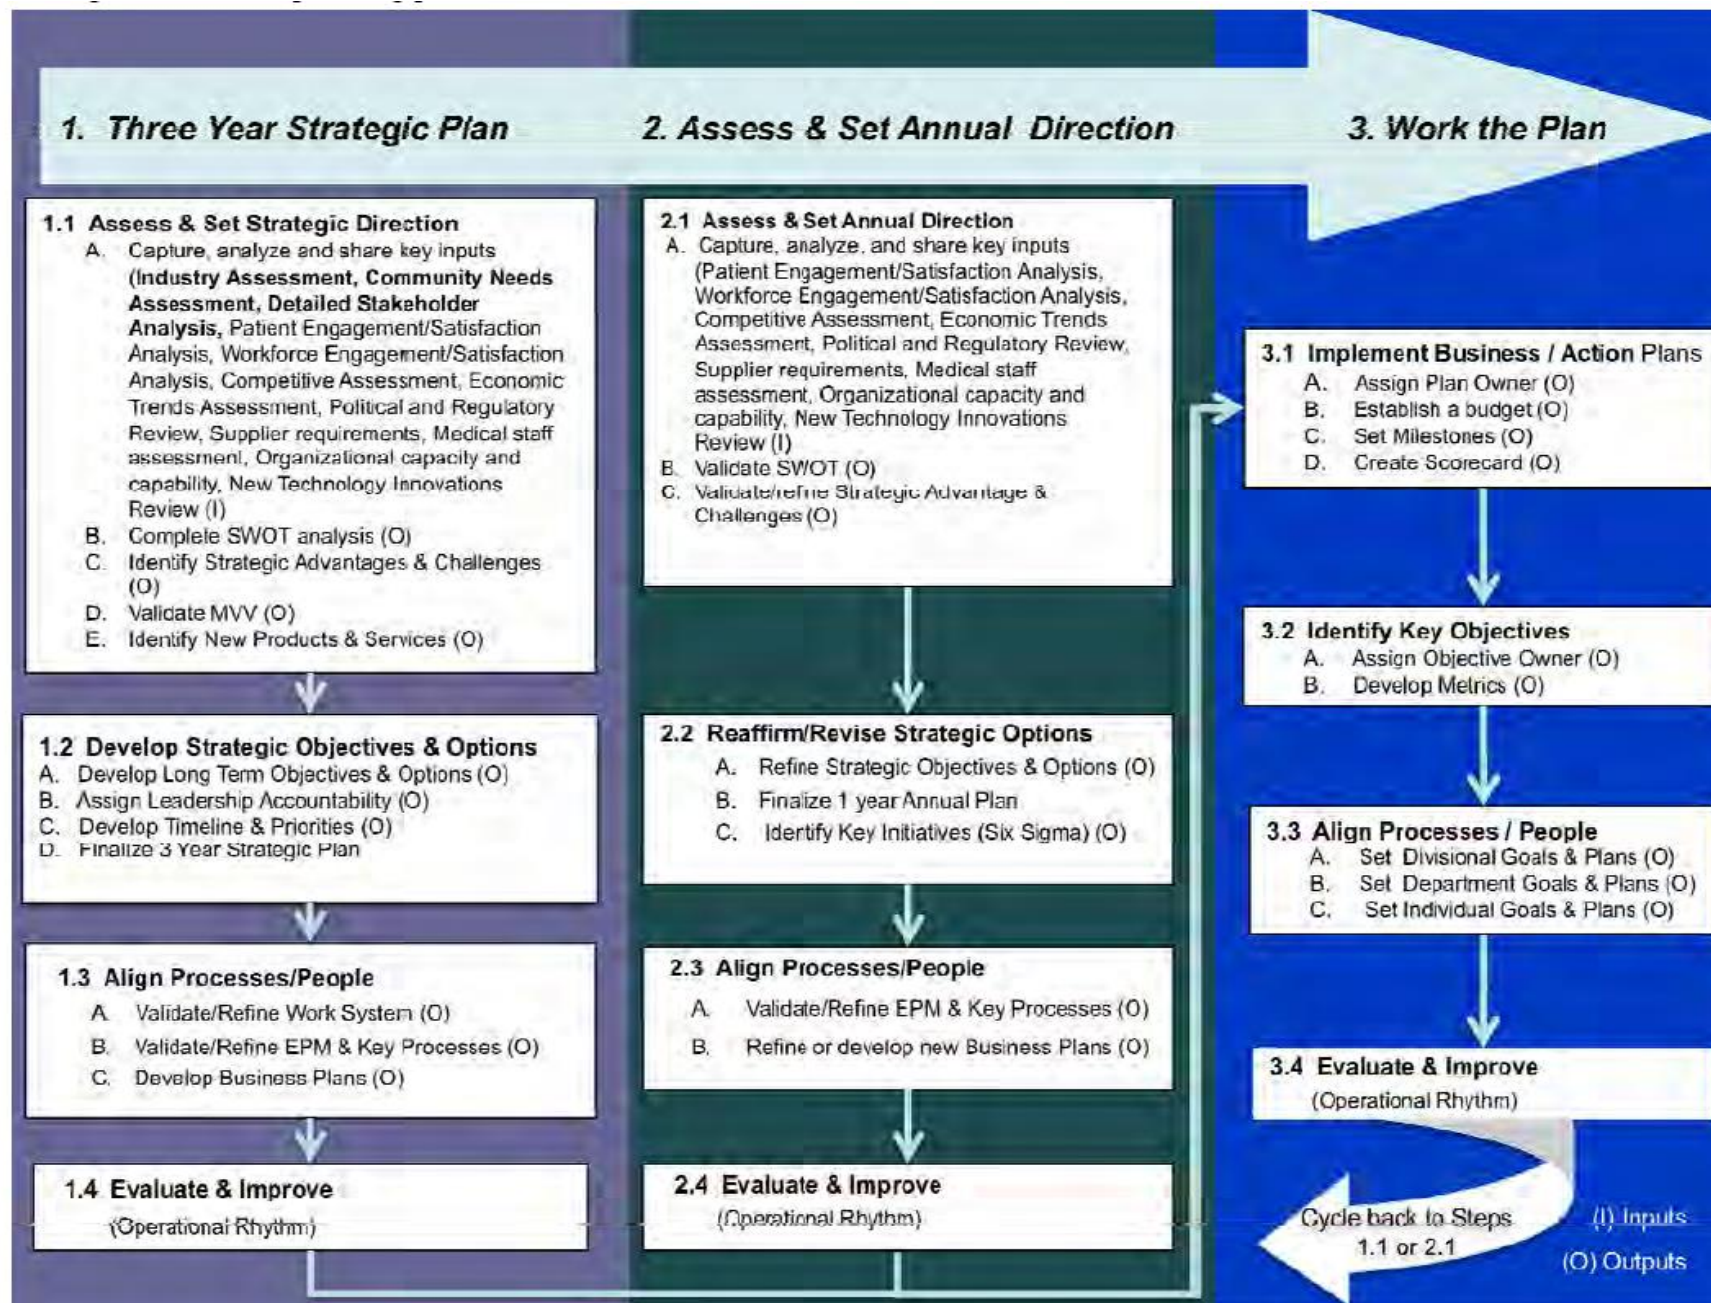 1. Three Year Strategic Plan
2. Assess & Set Annual Direction
3. Work the Plan
1.1 Assess & Set Strategic Direction
A. Capture, analyze and share key inputs
(Industry Assessment, Community Needs
Assessment, Detailed Stakeholder
Analysis, Patient Engagement/Satisfaction
Analysis, Workforce Engagement/Satisfaction
Analysis, Competitive Assessment, Economic
Trends Assessment, Political and Regulatory
Review, Supplier requirements, Medical staff
assessment, Organizational capacity and
capability, New Technology Innovations
Review (I)
B. Complete SWOT analysis (O)
C. Identify Strategic Advantages & Challenges
(O)
D. Validate MVV (O)
E. Identify New Products & Services (O)
1.2 Develop Strategic Objectives & Options
A. Develop Long Term Objectives & Options (O)
B. Assign Leadership Accountability (O)
C. Develop Timeline & Priorities (O)
D. Finalize 3 Year Strategic Plan
1.3 Align Processes/People
A. Validate/Refine Work System (O)
B. Validate/Refine EPM & Key Processes (O)
C. Develop Business Plans (O)
1.4 Evaluate & Improve
(Operational Rhythm)
2.1 Assess & Set Annual Direction
A. Capture, analyze, and share key inputs
(Patient Engagement/Satisfaction Analysis,
Workforce Engagement/Satisfaction Analysis,
Competitive Assessment, Economic Trends
Assessment, Political and Regulatory Review,
Supplier requirements, Medical staff
assessment, Organizational capacity and
capability, New Technology Innovations
Review (I)
B. Validate SWOT (O)
C. Validate/refine Strategic Advantage &
Challenges (O)
2.2 Reaffirm/Revise Strategic Options
A. Refine Strategic Objectives & Options (O)
B. Finalize 1 year Annual Plan
C. Identify Key Initiatives (Six Sigma) (O)
2.3 Align Processes/People
A. Validate/Refine EPM & Key Processes (O)
B. Refine or develop new Business Plans (O)
2.4 Evaluate & Improve
(Operational Rhythm)
3.1 Implement Business / Action Plans
A. Assign Plan Owner (O)
B. Establish a budget (O)
C. Set Milestones (O)
D. Create Scorecard (O)
3.2 Identify Key Objectives
A. Assign Objective Owner (O)
B. Develop Metrics (O)
3.3 Align Processes / People
A. Set Divisional Goals & Plans (O)
B. Set Department Goals & Plans (O)
C. Set Individual Goals & Plans (O)
3.4 Evaluate & Improve
(Operational Rhythm)
Cycle back to Steps
1.1 or 2.1
(I) Inputs
(O) Outputs